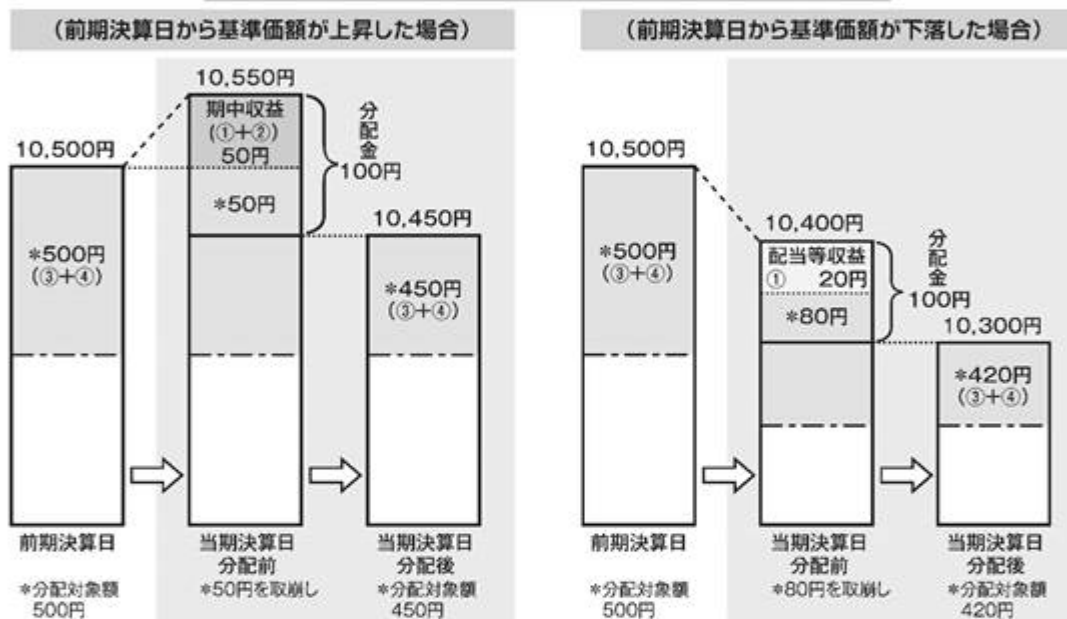 (前期決算日から基準価額が上昇した場合)
10,550円
期中収益
(①+②)
50円
*50円
分配金
100円
10,500円
*500円
(③+④)
10,450円
*450円
(③+④)
前期決算日
当期決算日
分配前
当期決算日
分配後
*分配対象額
500円
*50円を取崩し
*分配対象額
450円
(前期決算日から基準価額が下落した場合)
10,500円
*500円
(③+④)
10,400円
配当等収益
① 20円
*80円
分配金
100円
10,300円
*420円
(③+④)
前期決算日
当期決算日
分配前
当期決算日
分配後
*分配対象額
500円
*80円を取崩し
*分配対象額
420円